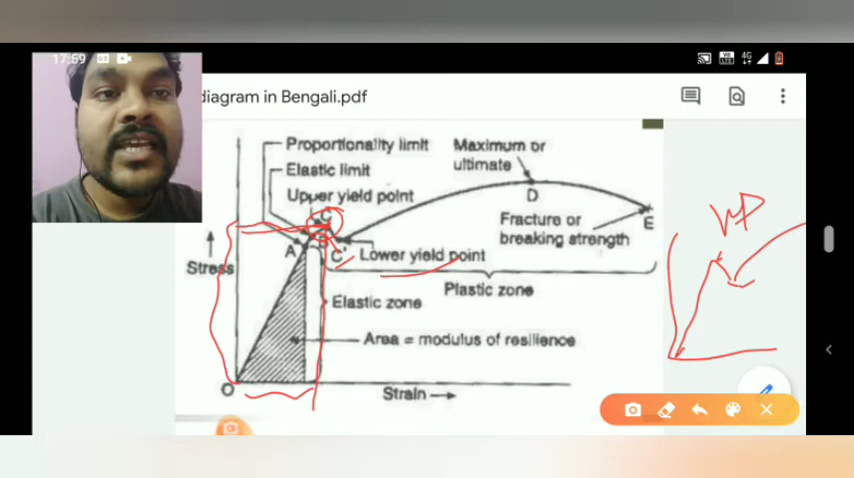 17:59
4G
diagram in Bengali.pdf
Proportionality limit
Elastic limit
Upper yield point
Maximum or
ultimate
C
D
B
A
C'
Lower yield point
Fracture or
breaking strength
E
Stress
Plastic zone
Elastic zone
Area = modulus of resilience
O
Strain